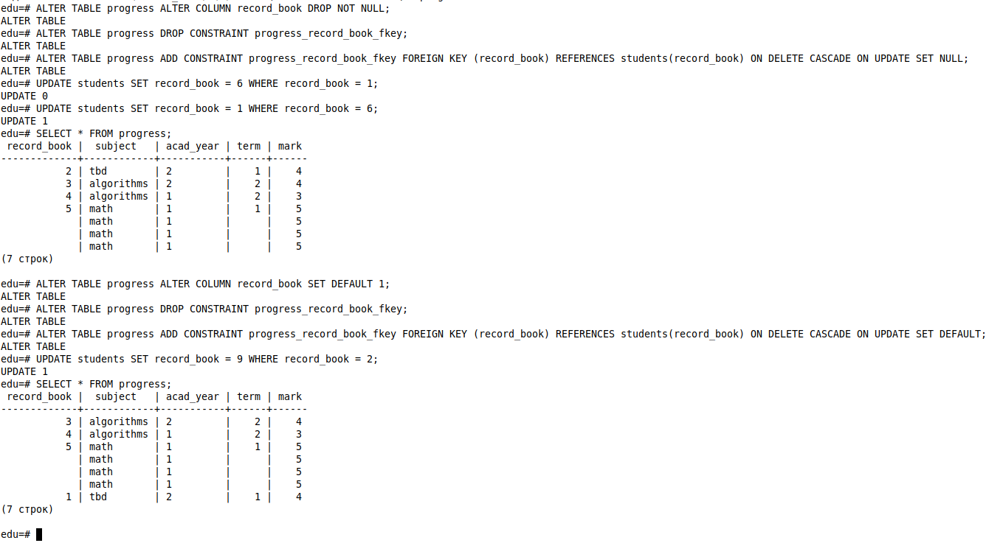 edu=# ALTER TABLE progress ALTER COLUMN record_book DROP NOT NULL;
ALTER TABLE
edu=# ALTER TABLE progress DROP CONSTRAINT progress_record_book_fkey;
ALTER TABLE
edu=# ALTER TABLE progress ADD CONSTRAINT progress_record_book_fkey FOREIGN KEY (record_book) REFERENCES students(record_book) ON DELETE CASCADE ON UPDATE SET NULL;
ALTER TABLE
edu=# UPDATE students SET record_book = 6 WHERE record_book = 1;
UPDATE 0
edu=# UPDATE students SET record_book = 1 WHERE record_book = 6;
UPDATE 1
edu=# SELECT * FROM progress;
 record_book |  subject   | acad_year | term | mark
-------------+------------+-----------+------+------
           2 | tbd        | 2         |    1 |    4
           3 | algorithms | 2         |    2 |    4
           4 | algorithms | 1         |    2 |    3
           5 | math       | 1         |    1 |    5
             | math       | 1         |      |    5
             | math       | 1         |      |    5
             | math       | 1         |      |    5
(7 строк)

edu=# ALTER TABLE progress ALTER COLUMN record_book SET DEFAULT 1;
ALTER TABLE
edu=# ALTER TABLE progress DROP CONSTRAINT progress_record_book_fkey;
ALTER TABLE
edu=# ALTER TABLE progress ADD CONSTRAINT progress_record_book_fkey FOREIGN KEY (record_book) REFERENCES students(record_book) ON DELETE CASCADE ON UPDATE SET DEFAULT;
ALTER TABLE
edu=# UPDATE students SET record_book = 9 WHERE record_book = 2;
UPDATE 1
edu=# SELECT * FROM progress;
 record_book |  subject   | acad_year | term | mark
-------------+------------+-----------+------+------
           3 | algorithms | 2         |    2 |    4
           4 | algorithms | 1         |    2 |    3
           5 | math       | 1         |    1 |    5
             | math       | 1         |      |    5
             | math       | 1         |      |    5
             | math       | 1         |      |    5
           1 | tbd        | 2         |    1 |    4
(7 строк)

edu=#